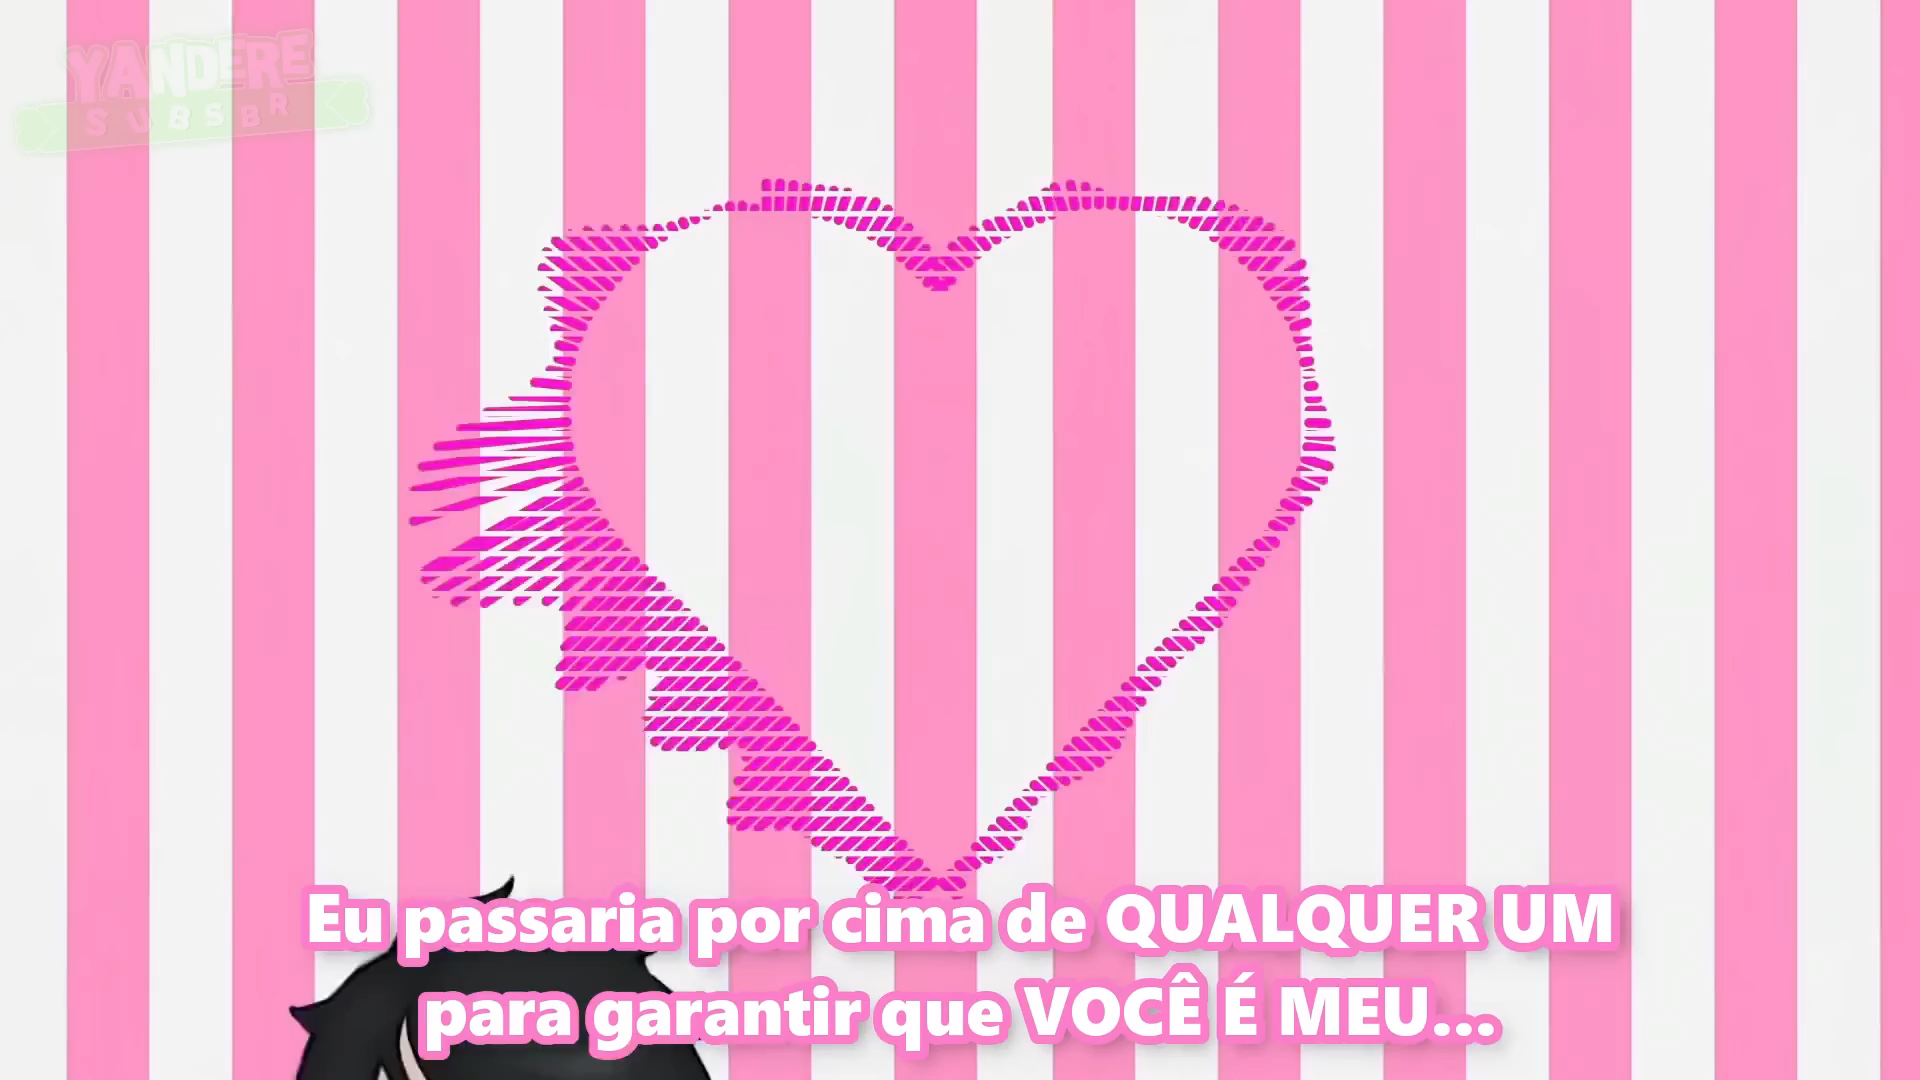 YANDERE
SUBSBR
Eu passaria por cima de QUALQUER UM
para garantir que VOCÊ É MEU...